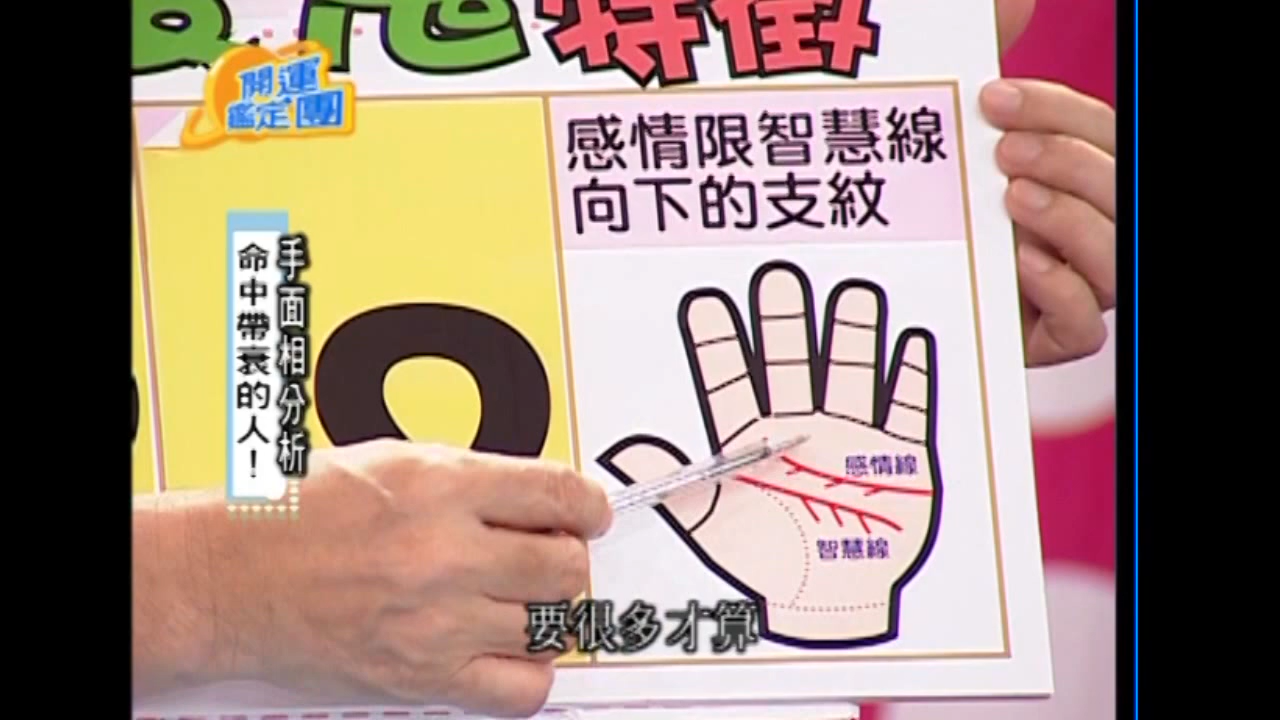 特徵
開運
鑑定團
感情限智慧線
向下的支紋
手面相分析
命中帶衰的人！
感情線
智慧線
要很多才算